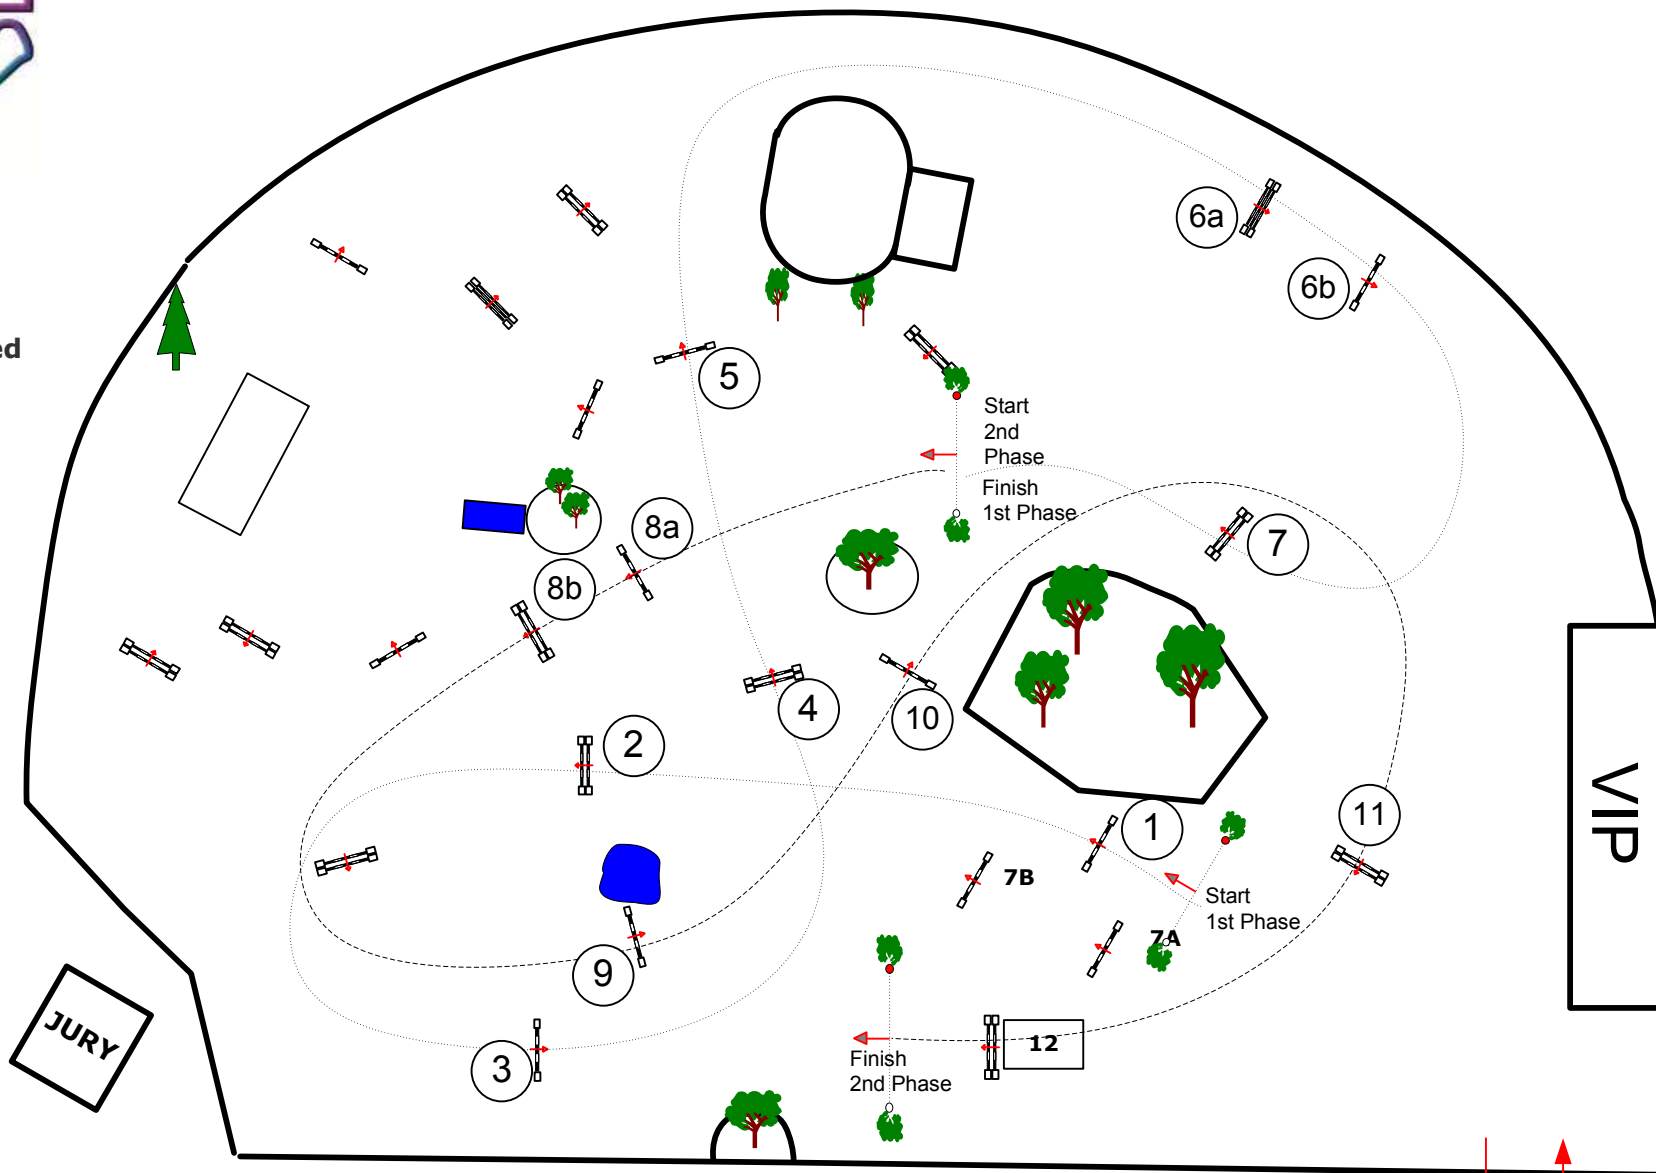 6a
6b
ed
5
Start
2nd
Phase
Finish
1st Phase
8a
7
8b
4
10
2
VIP
11
1
7B
Start
1st Phase
7A
9
JURY
12
Finish
2nd Phase
3